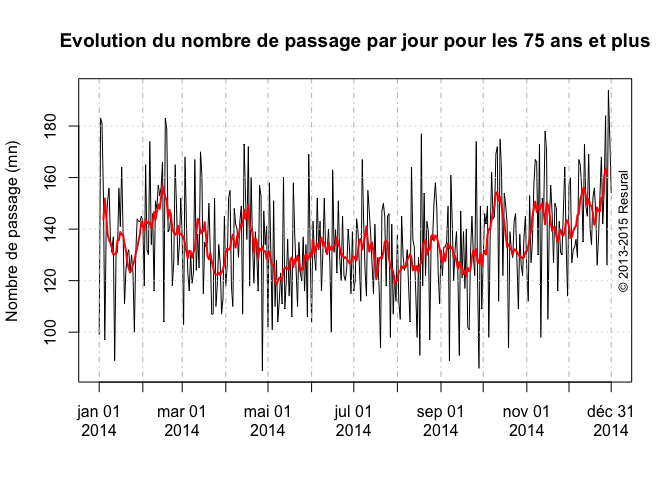 Evolution du nombre de passage par jour pour les 75 ans et plus
Nombre de passage (mn)
180
160
140
120
100
© 2013-2015 Resural
jan 01 mar 01 mai 01 jul 01 sep 01 nov 01 déc 31
2014 2014 2014 2014 2014 2014 2014